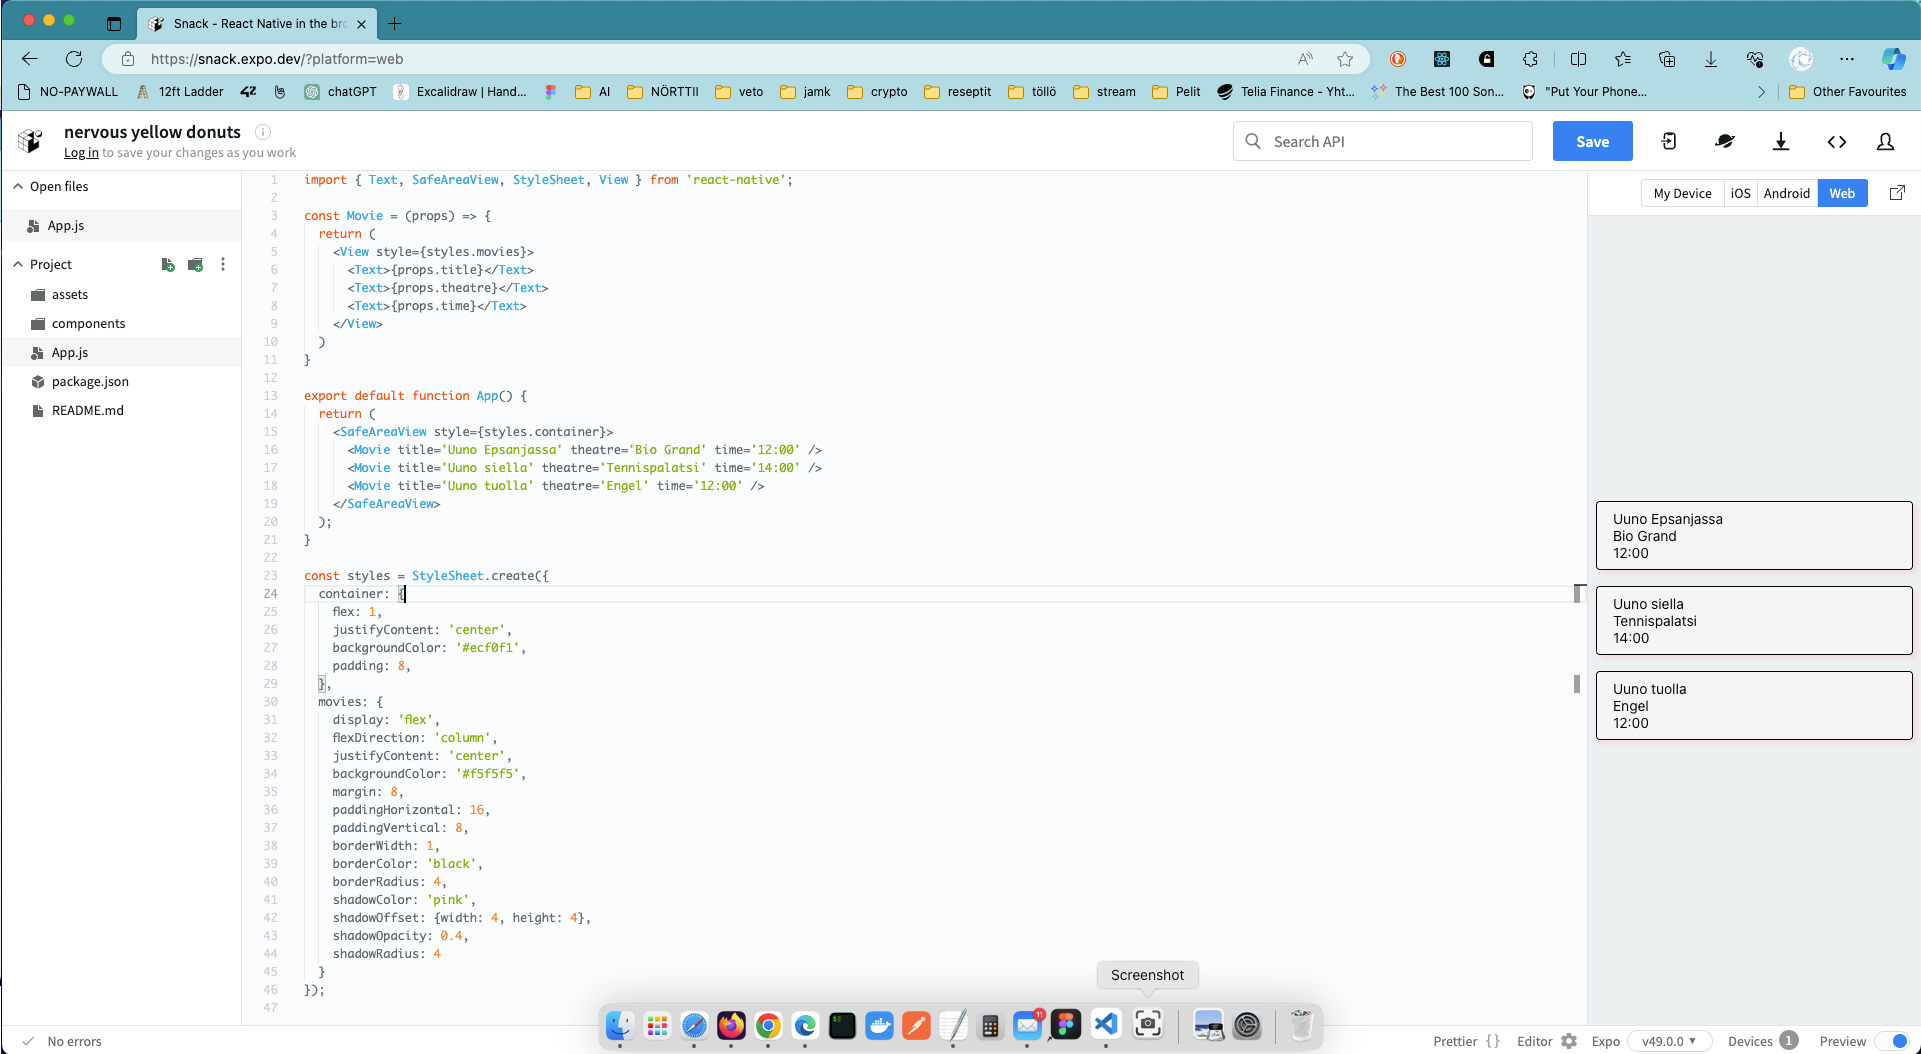 Snack - React Native in the bro
https://snack.expo.dev/?platform=web
NO-PAYWALL
12ft Ladder
chatGPT
Excalidraw | Hand...
AI
NÖRTTII
veto
jamk
crypto
reseptit
töllö
stream
Pelit
Telia Finance - Yht...
The Best 100 Son...
"Put Your Phone...
Other Favourites
nervous yellow donuts
Log in to save your changes as you work
Search API
Save
Open files
App.js
Project
assets
components
App.js
package.json
README.md
1 import { Text, SafeAreaView, StyleSheet, View } from 'react-native';
2
3 const Movie = (props) => {
4 return (
5 <View style={styles.movies}>
6 <Text>{props.title}</Text>
7 <Text>{props.theatre}</Text>
8 <Text>{props.time}</Text>
9 </View>
10 )
11 }
12
13 export default function App() {
14 return (
15 <SafeAreaView style={styles.container}>
16 <Movie title='Uuno Epsanjassa' theatre='Bio Grand' time='12:00' />
17 <Movie title='Uuno siella' theatre='Tennispalatsi' time='14:00' />
18 <Movie title='Uuno tuolla' theatre='Engel' time='12:00' />
19 </SafeAreaView>
20 );
21 }
22
23 const styles = StyleSheet.create({
24 container: {
25 flex: 1,
26 justifyContent: 'center',
27 backgroundColor: '#ecf0f1',
28 padding: 8,
29 },
30 movies: {
31 display: 'flex',
32 flexDirection: 'column',
33 justifyContent: 'center',
34 backgroundColor: '#f5f5f5',
35 margin: 8,
36 paddingHorizontal: 16,
37 paddingVertical: 8,
38 borderWidth: 1,
39 borderColor: 'black',
40 borderRadius: 4,
41 shadowColor: 'pink',
42 shadowOffset: {width: 4, height: 4},
43 shadowOpacity: 0.4,
44 shadowRadius: 4
45 }
46 });
47
My Device
iOS
Android
Web
Uuno Epsanjassa
Bio Grand
12:00
Uuno siella
Tennispalatsi
14:00
Uuno tuolla
Engel
12:00
Screenshot
11
No errors
Prettier {}
Editor
Expo
v49.0.0
Devices 1
Preview